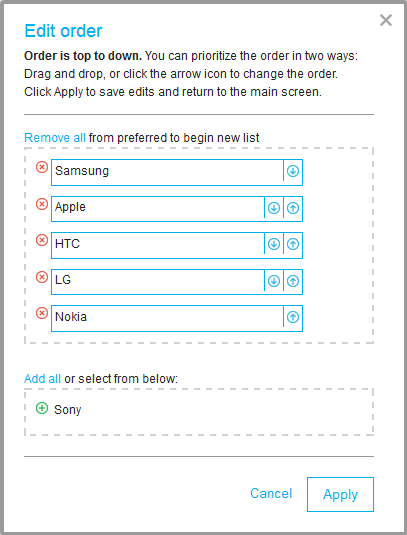 Edit order
Order is top to down. You can prioritize the order in two ways:
Drag and drop, or click the arrow icon to change the order.
Click Apply to save edits and return to the main screen.
Remove all from preferred to begin new list
Samsung
Apple
HTC
LG
Nokia
Add all or select from below:
Sony
Cancel
Apply